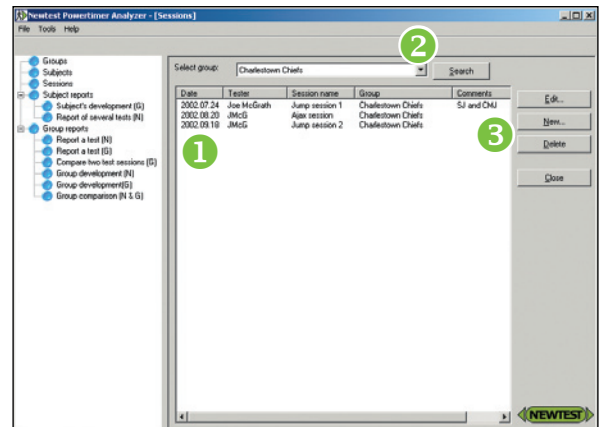 Newtest Powertimer Analyzer - [Sessions]
File Tools Help
Groups
Subjects
Sessions
Subject reports
Subject's development (G)
Report of several tests (N)
Group reports
Report a test (N)
Report a test (G)
Compare two test sessions (G)
Group development (N)
Group development(G)
Group comparison (N & G)
2
Select group: Charlestown Chiefs Search
Date Tester Session name Group Comments
2002.07.24 Joe McGrath Jump session 1 Charlestown Chiefs SJ and CMJ
2002.08.20 JMcG Ajax session Charlestown Chiefs
2002.09.18 JMcG Jump session 2 Charlestown Chiefs
1
3
Edit...
New...
Delete
Close
NEWTEST